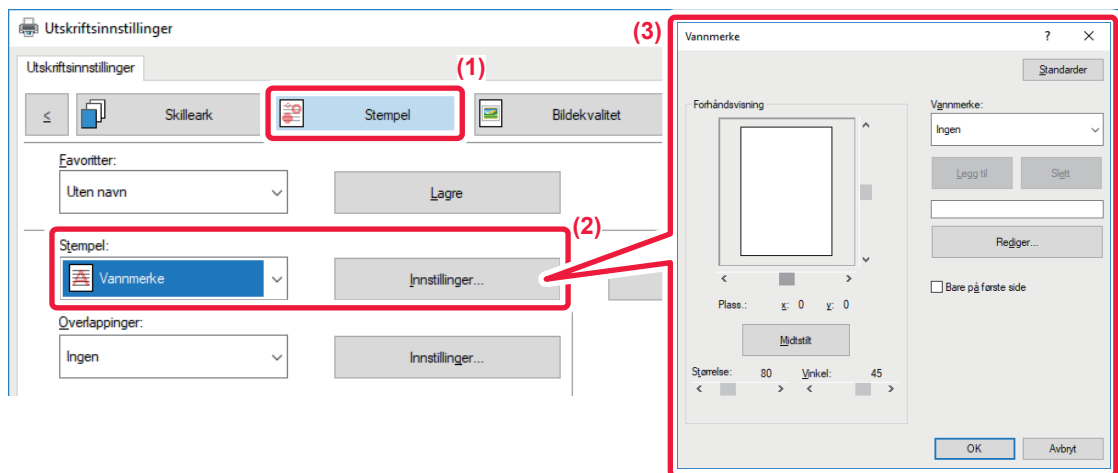 Utskriftsinnstillinger
Utskriftsinnstillinger
(1)
<
Skilleark
Stempel
Bildekvalitet
Favoritter:
Uten navn
Lagre
(2)
Stempel:
Vannmerke
Innstillinger...
Overlappinger:
Ingen
Innstillinger...
(3)
Vannmerke
?
Standarder
Forhåndsvisning
Plass.: x: 0 y: 0
Midtstilt
Størrelse: 80 Vinkel: 45
Vannmerke:
Ingen
Legg til
Slett
Rediger...
Bare på første side
OK
Avbryt